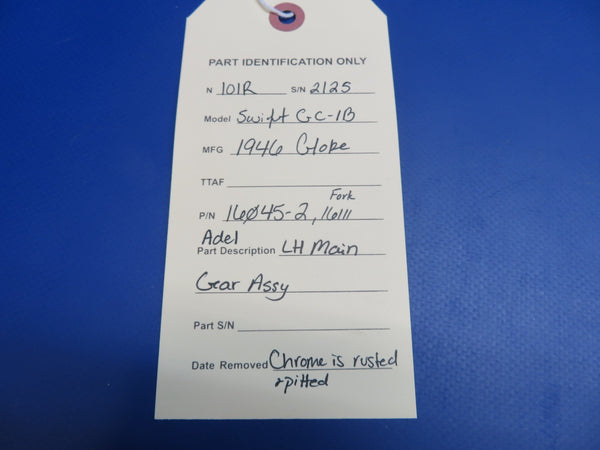 PART IDENTIFICATION ONLY
N 101R S/N 2125
Model Swift GC-1B
MFG 1946 Globe
TTAF
Fork
P/N 16Ø45-2, 16111
Adel
Part Description LH Main
Gear Assy
Part S/N
Date Removed Chrome is rusted
& pitted